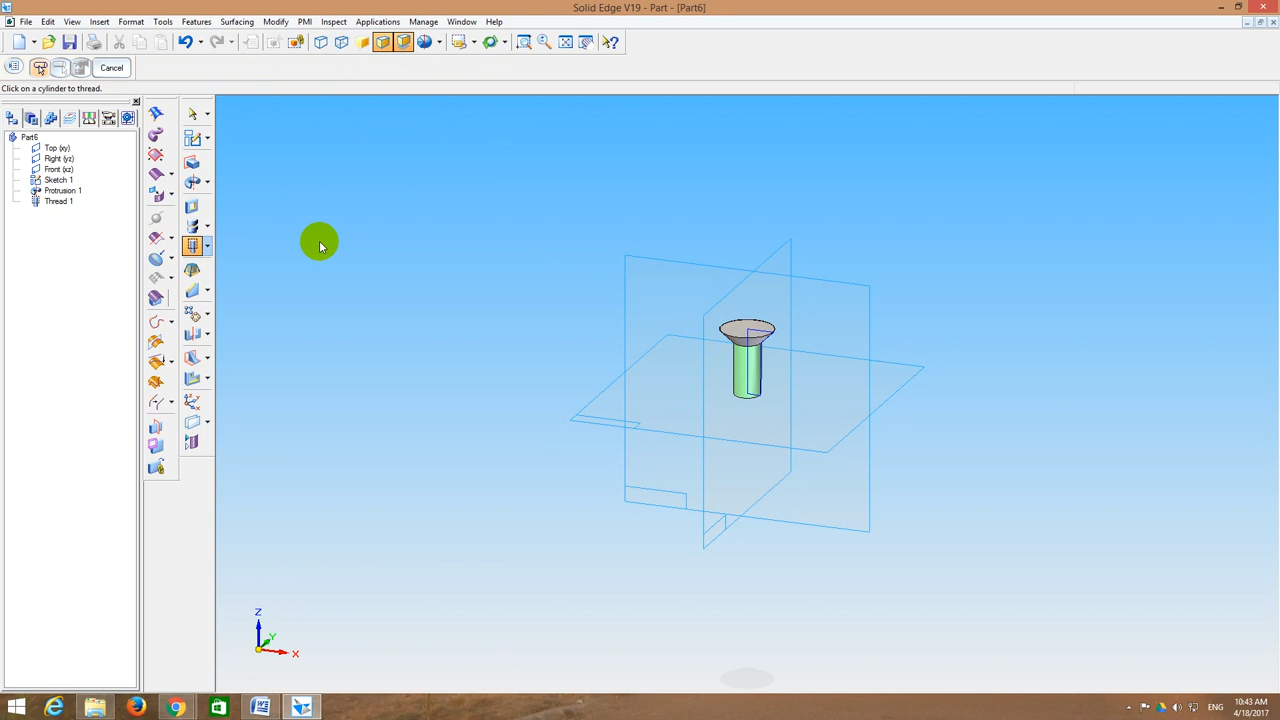 Solid Edge V19 - Part - [Part6]
File Edit View Insert Format Tools Features Surfacing Modify PMI Inspect Applications Manage Window Help
Cancel
Click on a cylinder to thread.
Part6
Top (xy)
Right (yz)
Front (xz)
Sketch 1
Protrusion 1
Thread 1
Z
Y
X
ENG
10:43 AM
4/18/2017